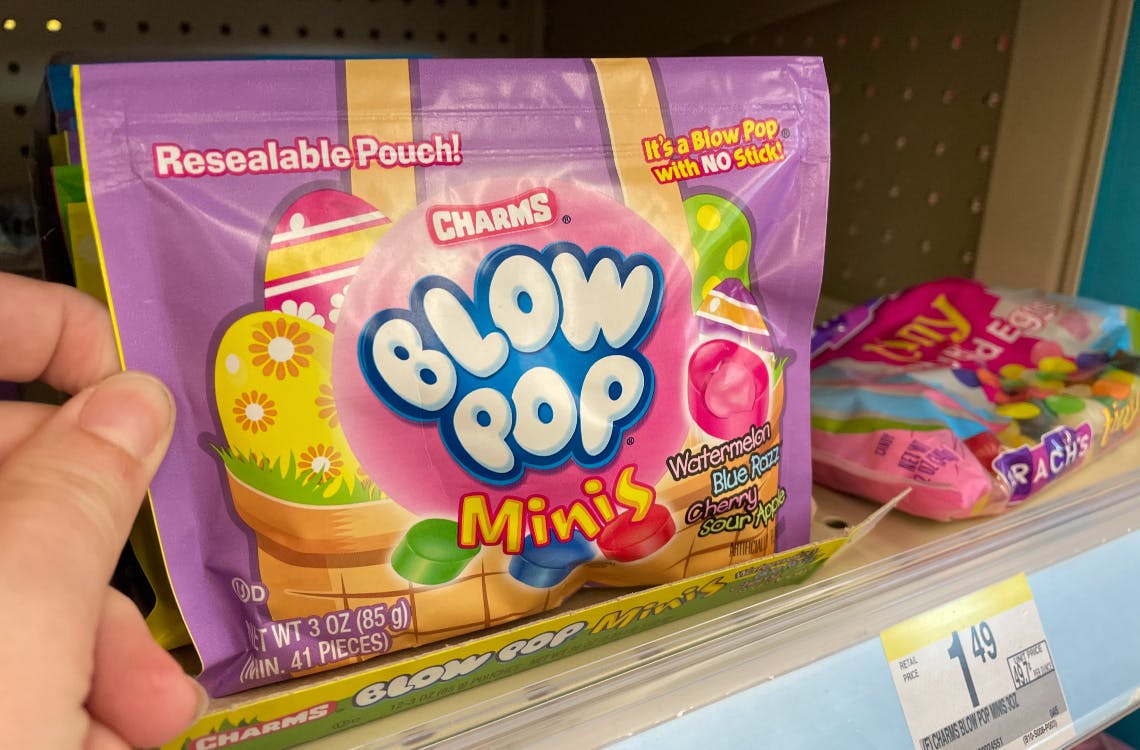 Resealable Pouch!
It's a Blow Pop
with NO Stick!
CHARMS®
BLOW
POP®
Minis
Watermelon
Blue Razz
Cherry
Sour Apple
U D
NET WT 3 OZ (85 g)
(MIN. 41 PIECES)
CHARMS BLOW POP Minis
BRACH'S
CANDY
RETAIL
PRICE
1 49
UNIT PRICE
49.7¢
CHARMS BLOW POP MINIS 3OZ